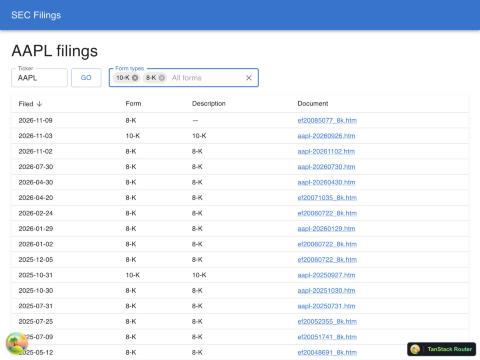 SEC Filings
AAPL filings
Ticker
AAPL
GO
Form types
10-K 8-K All forms
Filed Form Description Document
2026-11-09 8-K — ef20085077_8k.htm
2026-11-03 10-K 10-K aapl-20260926.htm
2026-11-02 8-K 8-K aapl-20261102.htm
2026-07-30 8-K 8-K aapl-20260730.htm
2026-04-30 8-K 8-K aapl-20260430.htm
2026-04-20 8-K 8-K ef20071035_8k.htm
2026-02-24 8-K 8-K ef20060722_8k.htm
2026-01-29 8-K 8-K aapl-20260129.htm
2026-01-02 8-K 8-K ef20060722_8k.htm
2025-12-05 8-K 8-K ef20060722_8k.htm
2025-10-31 10-K 10-K aapl-20250927.htm
2025-10-30 8-K 8-K aapl-20251030.htm
2025-07-31 8-K 8-K aapl-20250731.htm
2025-07-25 8-K 8-K ef20052355_8k.htm
2025-07-09 8-K 8-K ef20051741_8k.htm
2025-05-12 8-K 8-K ef20048691_8k.htm
TanStack Router